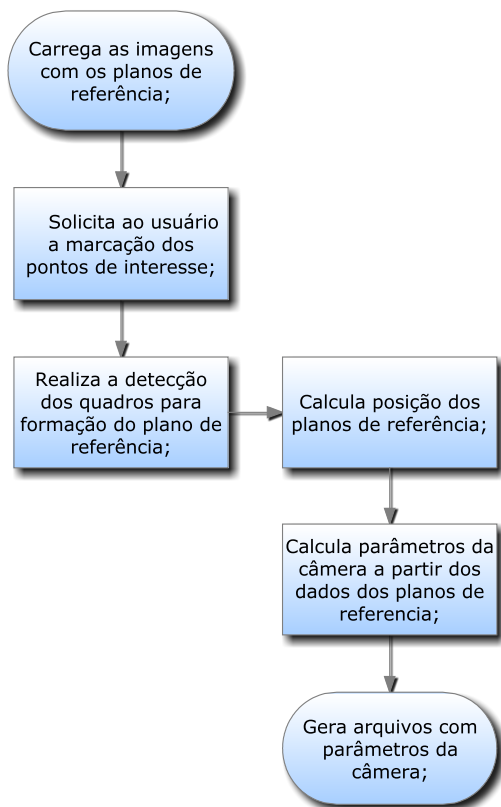 Carrega as imagens
com os planos de
referência;
Solicita ao usuário
a marcação dos
pontos de interesse;
Realiza a detecção
dos quadros para
formação do plano de
referência;
Calcula posição dos
planos de referência;
Calcula parâmetros da
câmera a partir dos
dados dos planos de
referencia;
Gera arquivos com
parâmetros da
câmera;